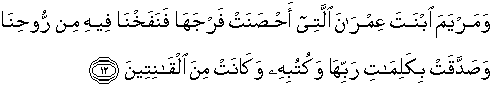 وَمَرْيَمَ ٱبْنَتَ عِمْرَٰنَ ٱلَّتِىٓ أَحْصَنَتْ فَرْجَهَا فَنَفَخْنَا فِيهِ مِن رُّوحِنَا
وَصَدَّقَتْ بِكَلِمَٰتِ رَبِّهَا وَكُتُبِهِۦ وَكَانَتْ مِنَ ٱلْقَٰنِتِينَ ۝١٢